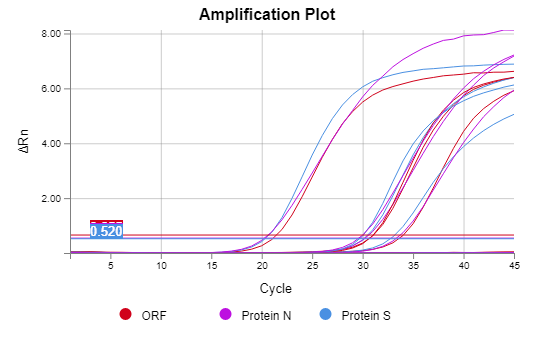 Amplification Plot
8.00
6.00
4.00
2.00
ΔRn
0.520
5 10 15 20 25 30 35 40 45
Cycle
ORF Protein N Protein S